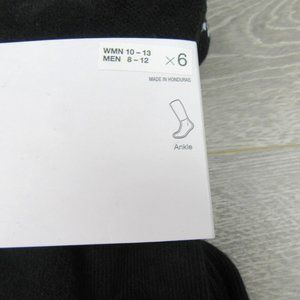 WMN 10 – 13
MEN 8 – 12
×6
MADE IN HONDURAS
Ankle